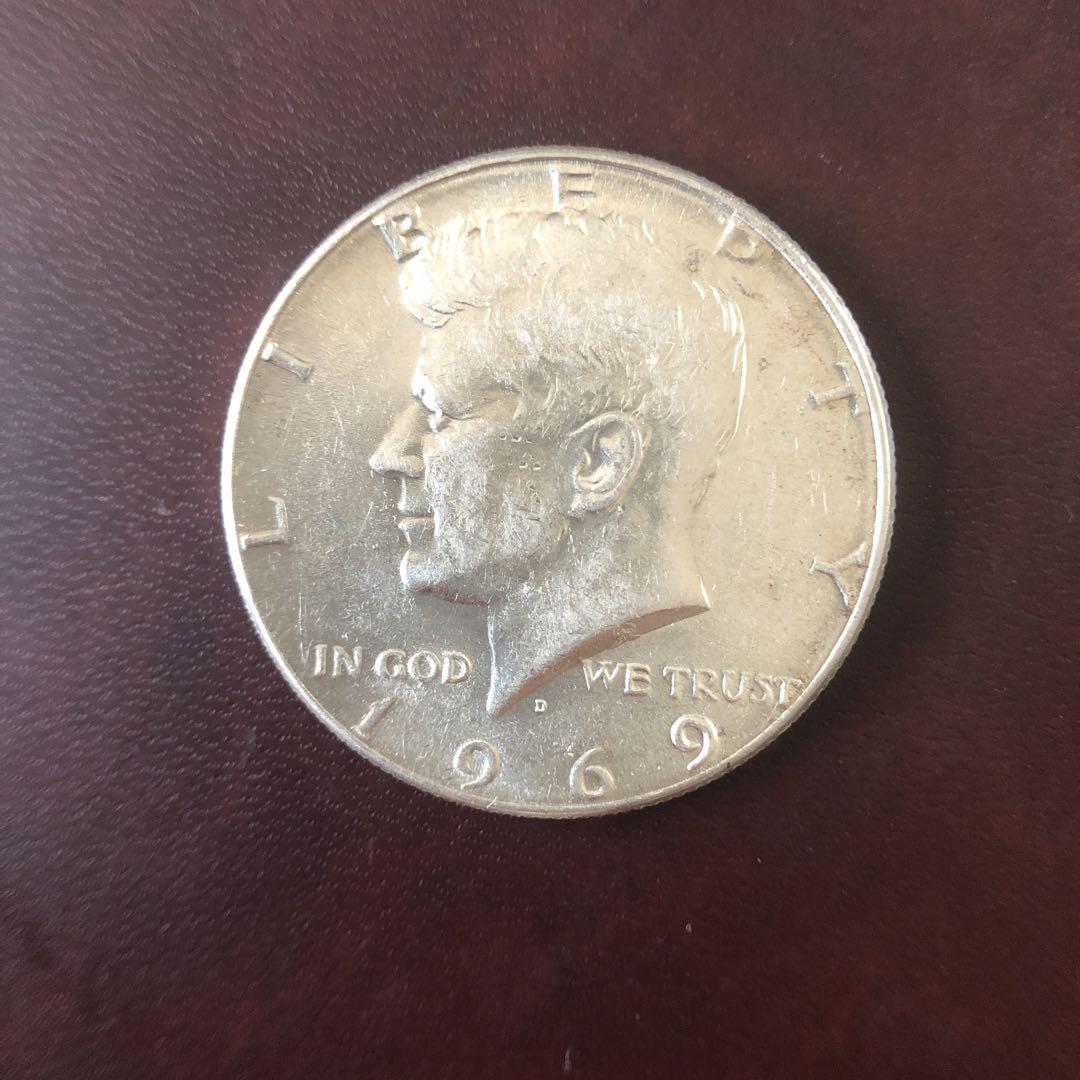 LIBERTY
IN GOD WE TRUST
D
1969